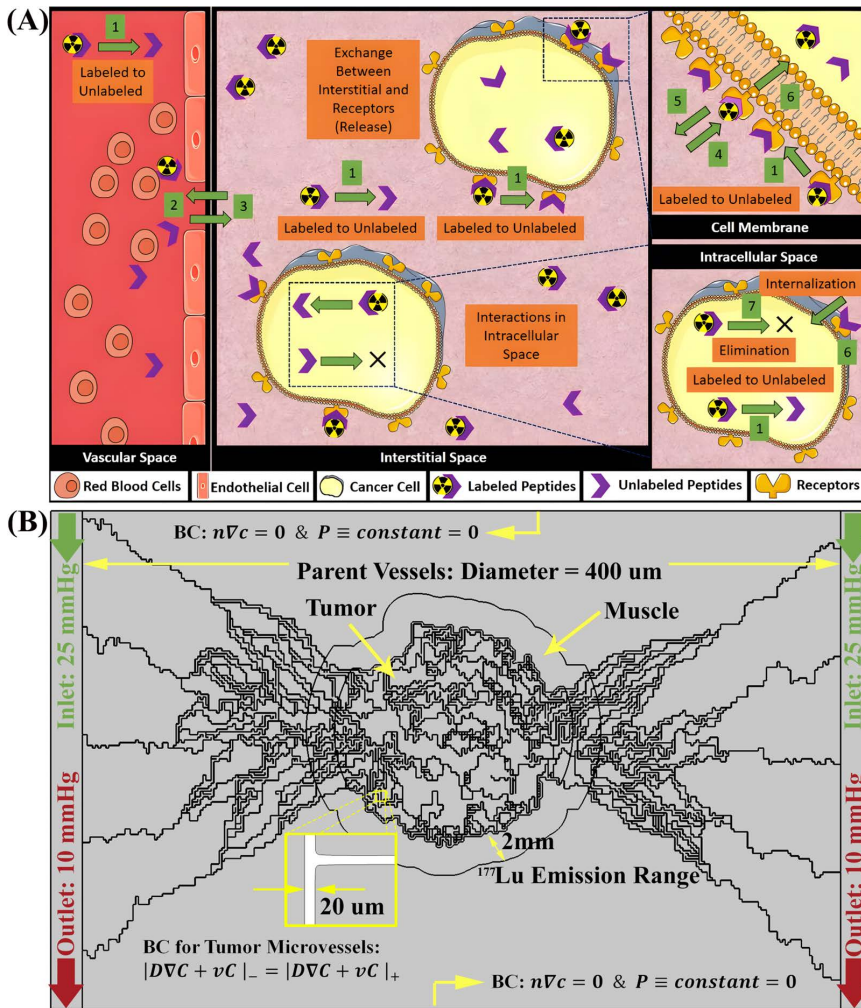 (A)
1
Labeled to
Unlabeled
2
3
Vascular Space
Exchange
Between
Interstitial and
Receptors
(Release)
1
Labeled to Unlabeled
1
Labeled to Unlabeled
Interactions in
Intracellular
Space
Interstitial Space
5
4
6
1
Labeled to Unlabeled
Cell Membrane
Intracellular Space
Internalization
7
Elimination
6
Labeled to Unlabeled
1
Red Blood Cells
Endothelial Cell
Cancer Cell
Labeled Peptides
Unlabeled Peptides
Receptors
(B)
BC: n∇c = 0 & P ≡ constant = 0
Parent Vessels: Diameter = 400 um
Tumor
Muscle
Inlet: 25 mmHg
Outlet: 10 mmHg
Inlet: 25 mmHg
Outlet: 10 mmHg
2mm
¹⁷⁷Lu Emission Range
20 um
BC for Tumor Microvessels:
|D∇C + vC |₋ = |D∇C + vC |₊
BC: n∇c = 0 & P ≡ constant = 0